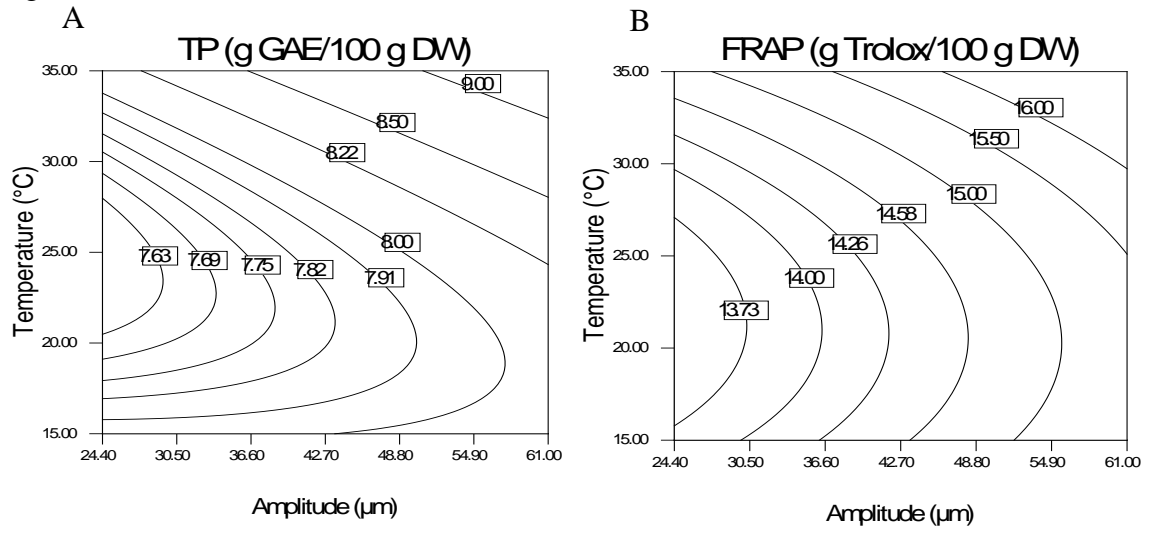 A
TP (g GAE/100 g DW)
35.00
30.00
25.00
20.00
15.00
Temperature (°C)
9.00
8.50
8.22
8.00
7.63
7.69
7.75
7.82
7.91
24.40 30.50 36.60 42.70 48.80 54.90 61.00
Amplitude (µm)
B
FRAP (g Trolox/100 g DW)
35.00
30.00
25.00
20.00
15.00
Temperature (°C)
16.00
15.50
15.00
14.58
14.26
14.00
13.73
24.40 30.50 36.60 42.70 48.80 54.90 61.00
Amplitude (µm)